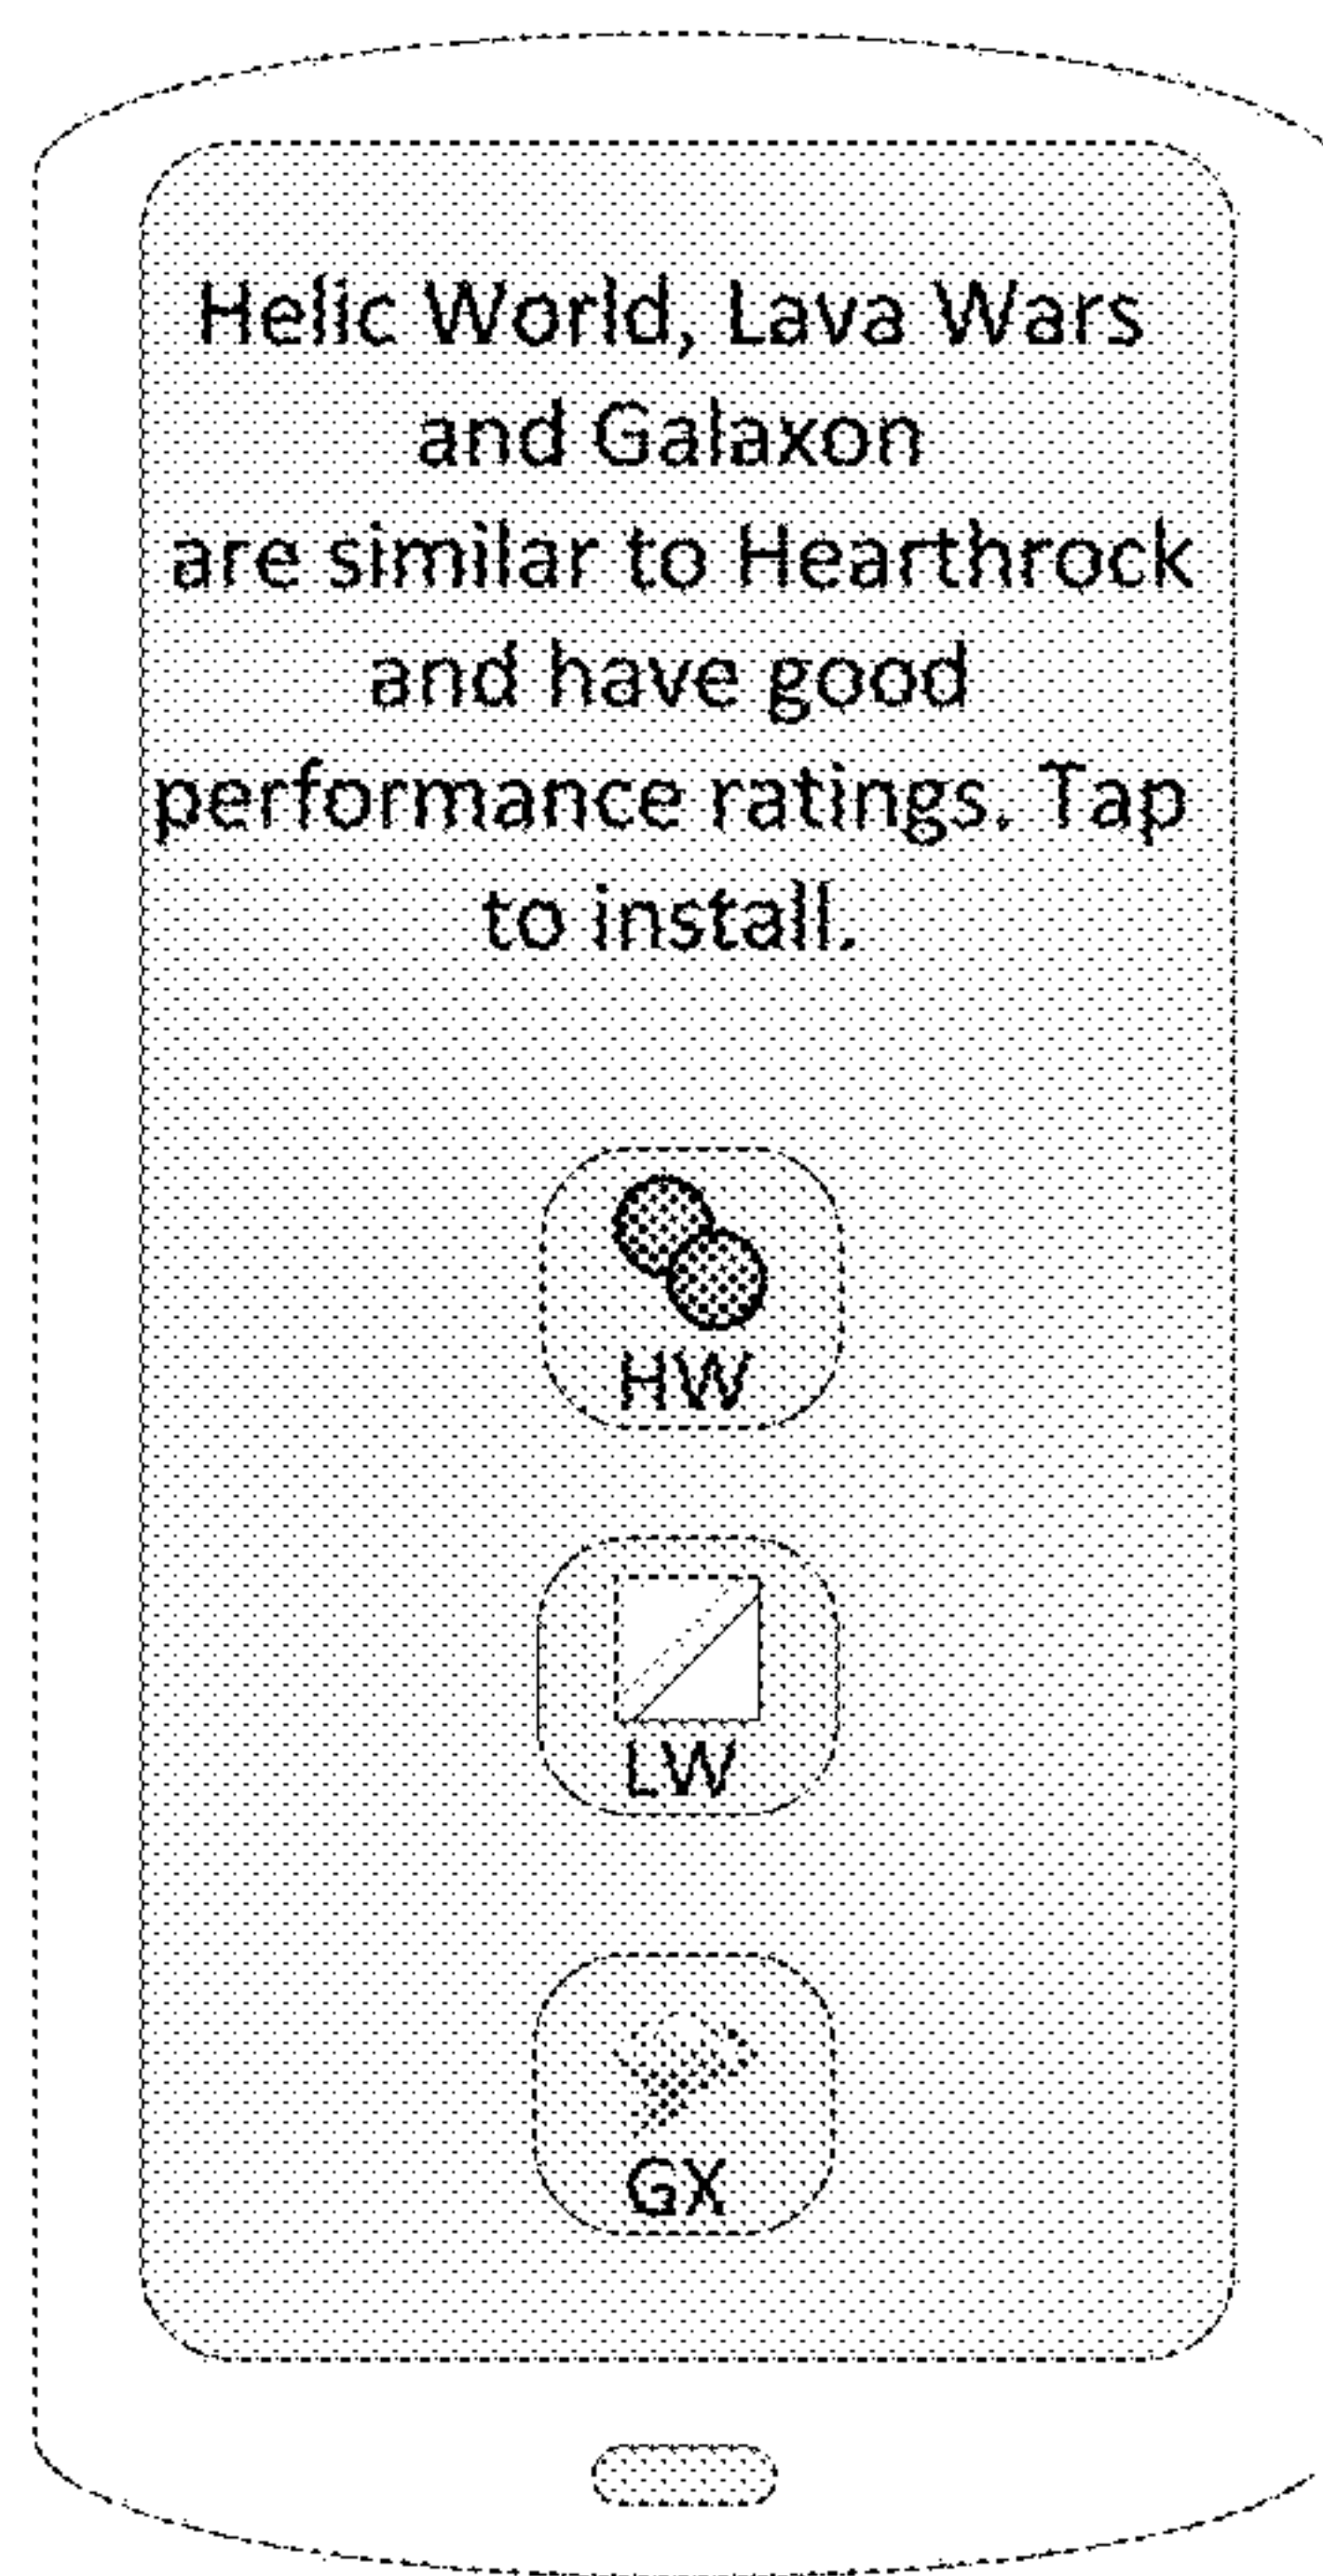 Helic World, Lava Wars
and Galaxon
are similar to Hearthrock
and have good
performance ratings. Tap
to install.
HW
LW
GX